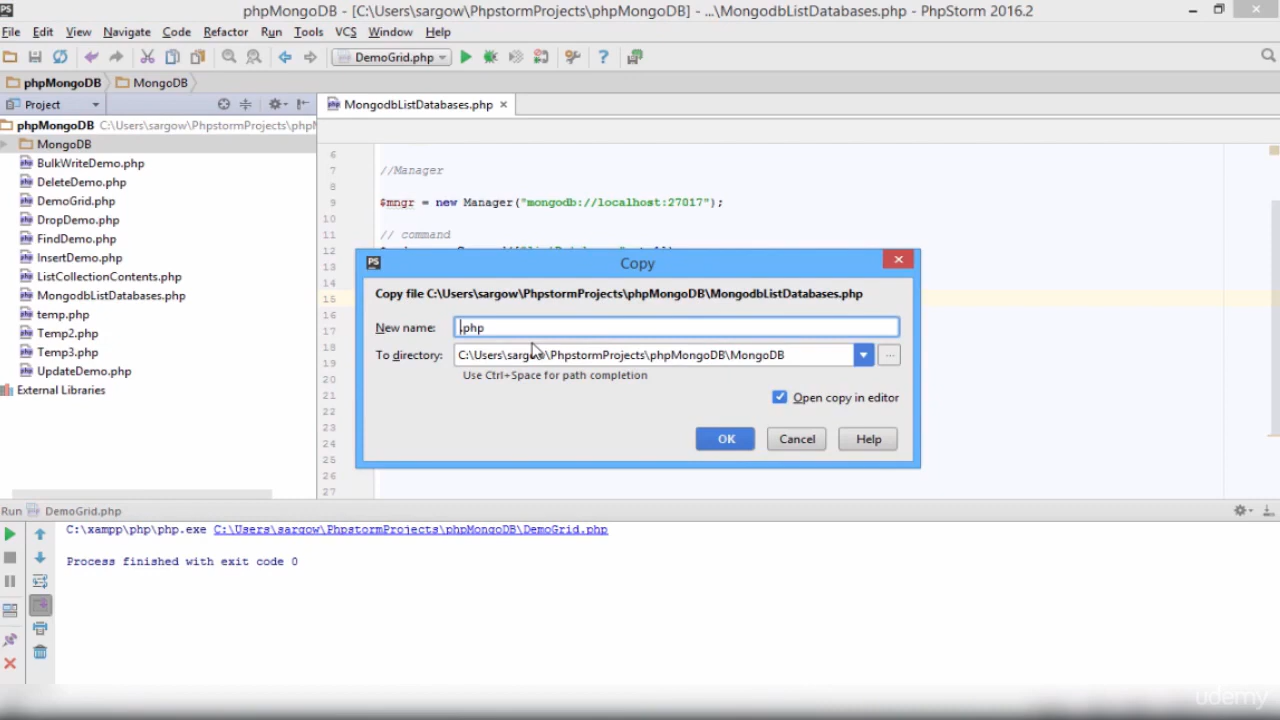 phpMongoDB - [C:\Users\sargow\PhpstormProjects\phpMongoDB] - ...\MongodbListDatabases.php - PhpStorm 2016.2
File Edit View Navigate Code Refactor Run Tools VCS Window Help
DemoGrid.php
phpMongoDB MongoDB
Project
MongodbListDatabases.php
phpMongoDB C:\Users\sargow\PhpstormProjects\phpM
MongoDB
BulkWriteDemo.php
DeleteDemo.php
DemoGrid.php
DropDemo.php
FindDemo.php
InsertDemo.php
ListCollectionContents.php
MongodbListDatabases.php
temp.php
Temp2.php
Temp3.php
UpdateDemo.php
External Libraries
6
7 //Manager
8
9 $mngr = new Manager("mongodb://localhost:27017");
10
11 // command
12
13
14
15
16
17
18
19
20
21
22
23
24
25
26
27
Copy
Copy file C:\Users\sargow\PhpstormProjects\phpMongoDB\MongodbListDatabases.php
New name: .php
To directory: C:\Users\sargow\PhpstormProjects\phpMongoDB\MongoDB
Use Ctrl+Space for path completion
Open copy in editor
OK Cancel Help
Run DemoGrid.php
C:\xampp\php\php.exe C:\Users\sargow\PhpstormProjects\phpMongoDB\DemoGrid.php
Process finished with exit code 0
udemy